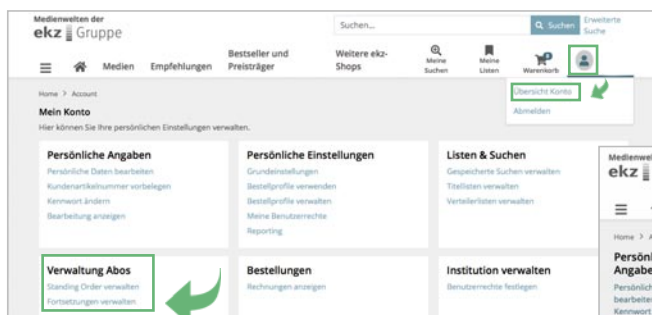 Medienwelten der
ekz Gruppe
Suchen...
Suchen
Erweiterte
Suche
Medien
Empfehlungen
Bestseller und
Preisträger
Weitere ekz-
Shops
Meine
Suchen
Meine
Listen
Warenkorb
Übersicht Konto
Abmelden
Home > Account
Mein Konto
Hier können Sie Ihre persönlichen Einstellungen verwalten.
Persönliche Angaben
Persönliche Daten bearbeiten
Kundenartikelnummer vorbelegen
Kennwort ändern
Bearbeitung anzeigen
Persönliche Einstellungen
Grundeinstellungen
Bestellprofile verwenden
Bestellprofile verwalten
Meine Benutzerrechte
Reporting
Listen & Suchen
Gespeicherte Suchen verwalten
Titellisten verwalten
Verteilerlisten verwalten
Verwaltung Abos
Standing Order verwalten
Fortsetzungen verwalten
Bestellungen
Rechnungen anzeigen
Institution verwalten
Benutzerrechte festlegen
Medienwel
ekz
Home > A
Persönl
Angabe
Persönlich
bearbeiten
Kennwort